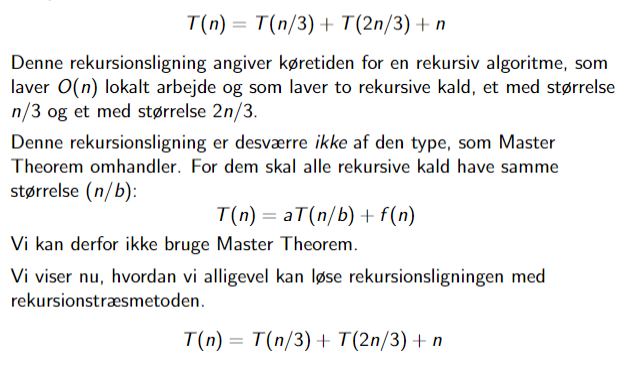 T(n) = T(n/3) + T(2n/3) + n
Denne rekursionsligning angiver køretiden for en rekursiv algoritme, som
laver O(n) lokalt arbejde og som laver to rekursive kald, et med størrelse
n/3 og et med størrelse 2n/3.
Denne rekursionsligning er desværre ikke af den type, som Master
Theorem omhandler. For dem skal alle rekursive kald have samme
størrelse (n/b):
T(n) = aT(n/b) + f(n)
Vi kan derfor ikke bruge Master Theorem.
Vi viser nu, hvordan vi alligevel kan løse rekursionsligningen med
rekursionstræsmetoden.
T(n) = T(n/3) + T(2n/3) + n